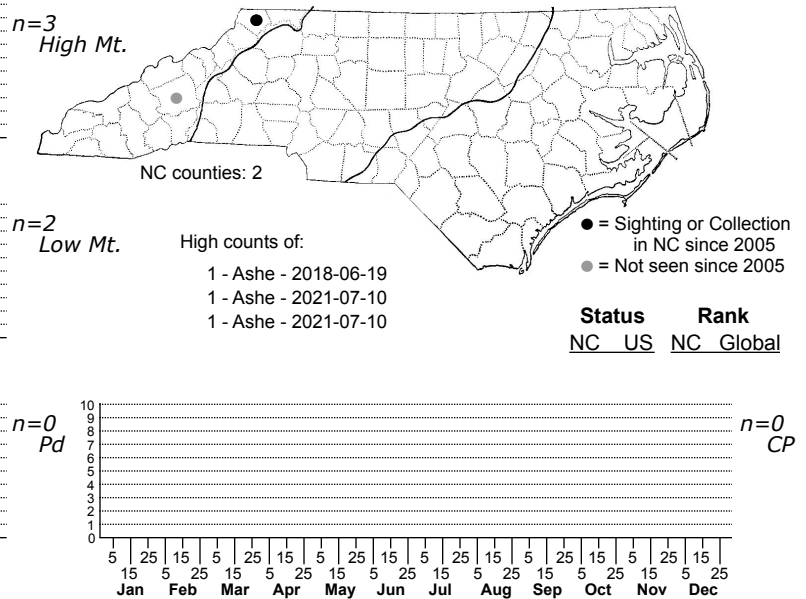 n=3
High Mt.
NC counties: 2
n=2
Low Mt.
High counts of:
1 - Ashe - 2018-06-19
1 - Ashe - 2021-07-10
1 - Ashe - 2021-07-10
= Sighting or Collection
in NC since 2005
= Not seen since 2005
Status Rank
NC US NC Global
n=0
Pd
n=0
CP
10
9
8
7
6
5
4
3
2
1
0
5 25 15 5 25 15 5 25 15 5 25 15 5 25 15 5 25 15
15 5 25 15 5 25 15 5 25 15 5 25 15 5 25 15 5 25
Jan Feb Mar Apr May Jun Jul Aug Sep Oct Nov Dec